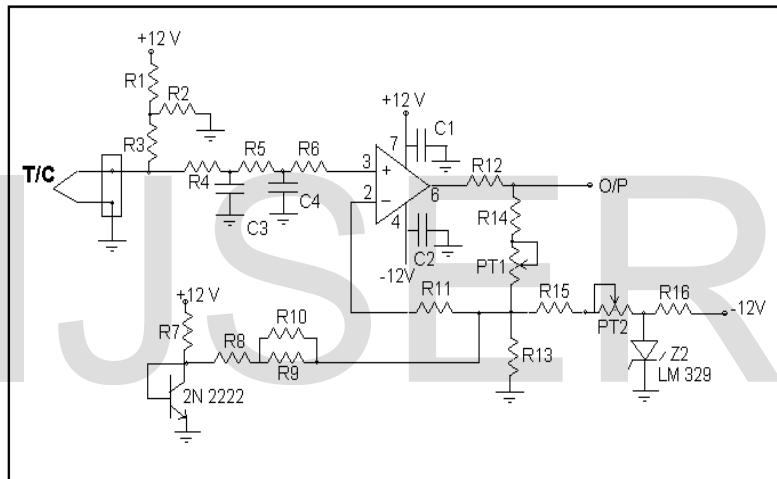 +12 V
R1
R2
R3
T/C
R4
R5
R6
C3
C4
+12 V
7
C1
3
+
2
−
6
4
C2
-12V
R12
O/P
R14
PT1
R11
R15
PT2
R16
-12V
R13
Z2
LM 329
+12 V
R7
R8
R10
R9
2N 2222
IJSER